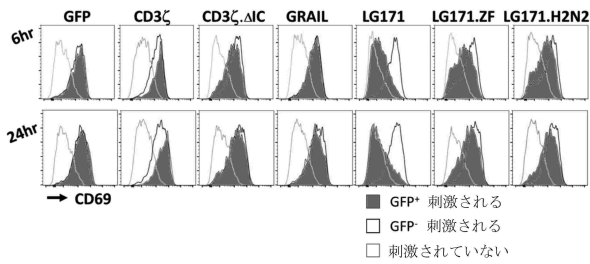 GFP CD3ζ CD3ζ.ΔIC GRAIL LG171 LG171.ZF LG171.H2N2
6hr
24hr
→ CD69
GFP⁺ 刺激される
GFP⁻ 刺激される
刺激されていない